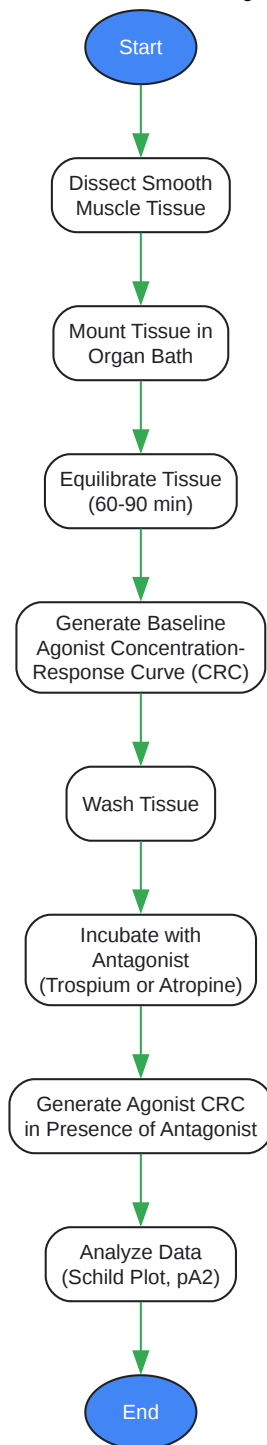 Start
Dissect Smooth
Muscle Tissue
Mount Tissue in
Organ Bath
Equilibrate Tissue
(60-90 min)
Generate Baseline
Agonist Concentration-
Response Curve (CRC)
Wash Tissue
Incubate with
Antagonist
(Trospium or Atropine)
Generate Agonist CRC
in Presence of Antagonist
Analyze Data
(Schild Plot, pA2)
End